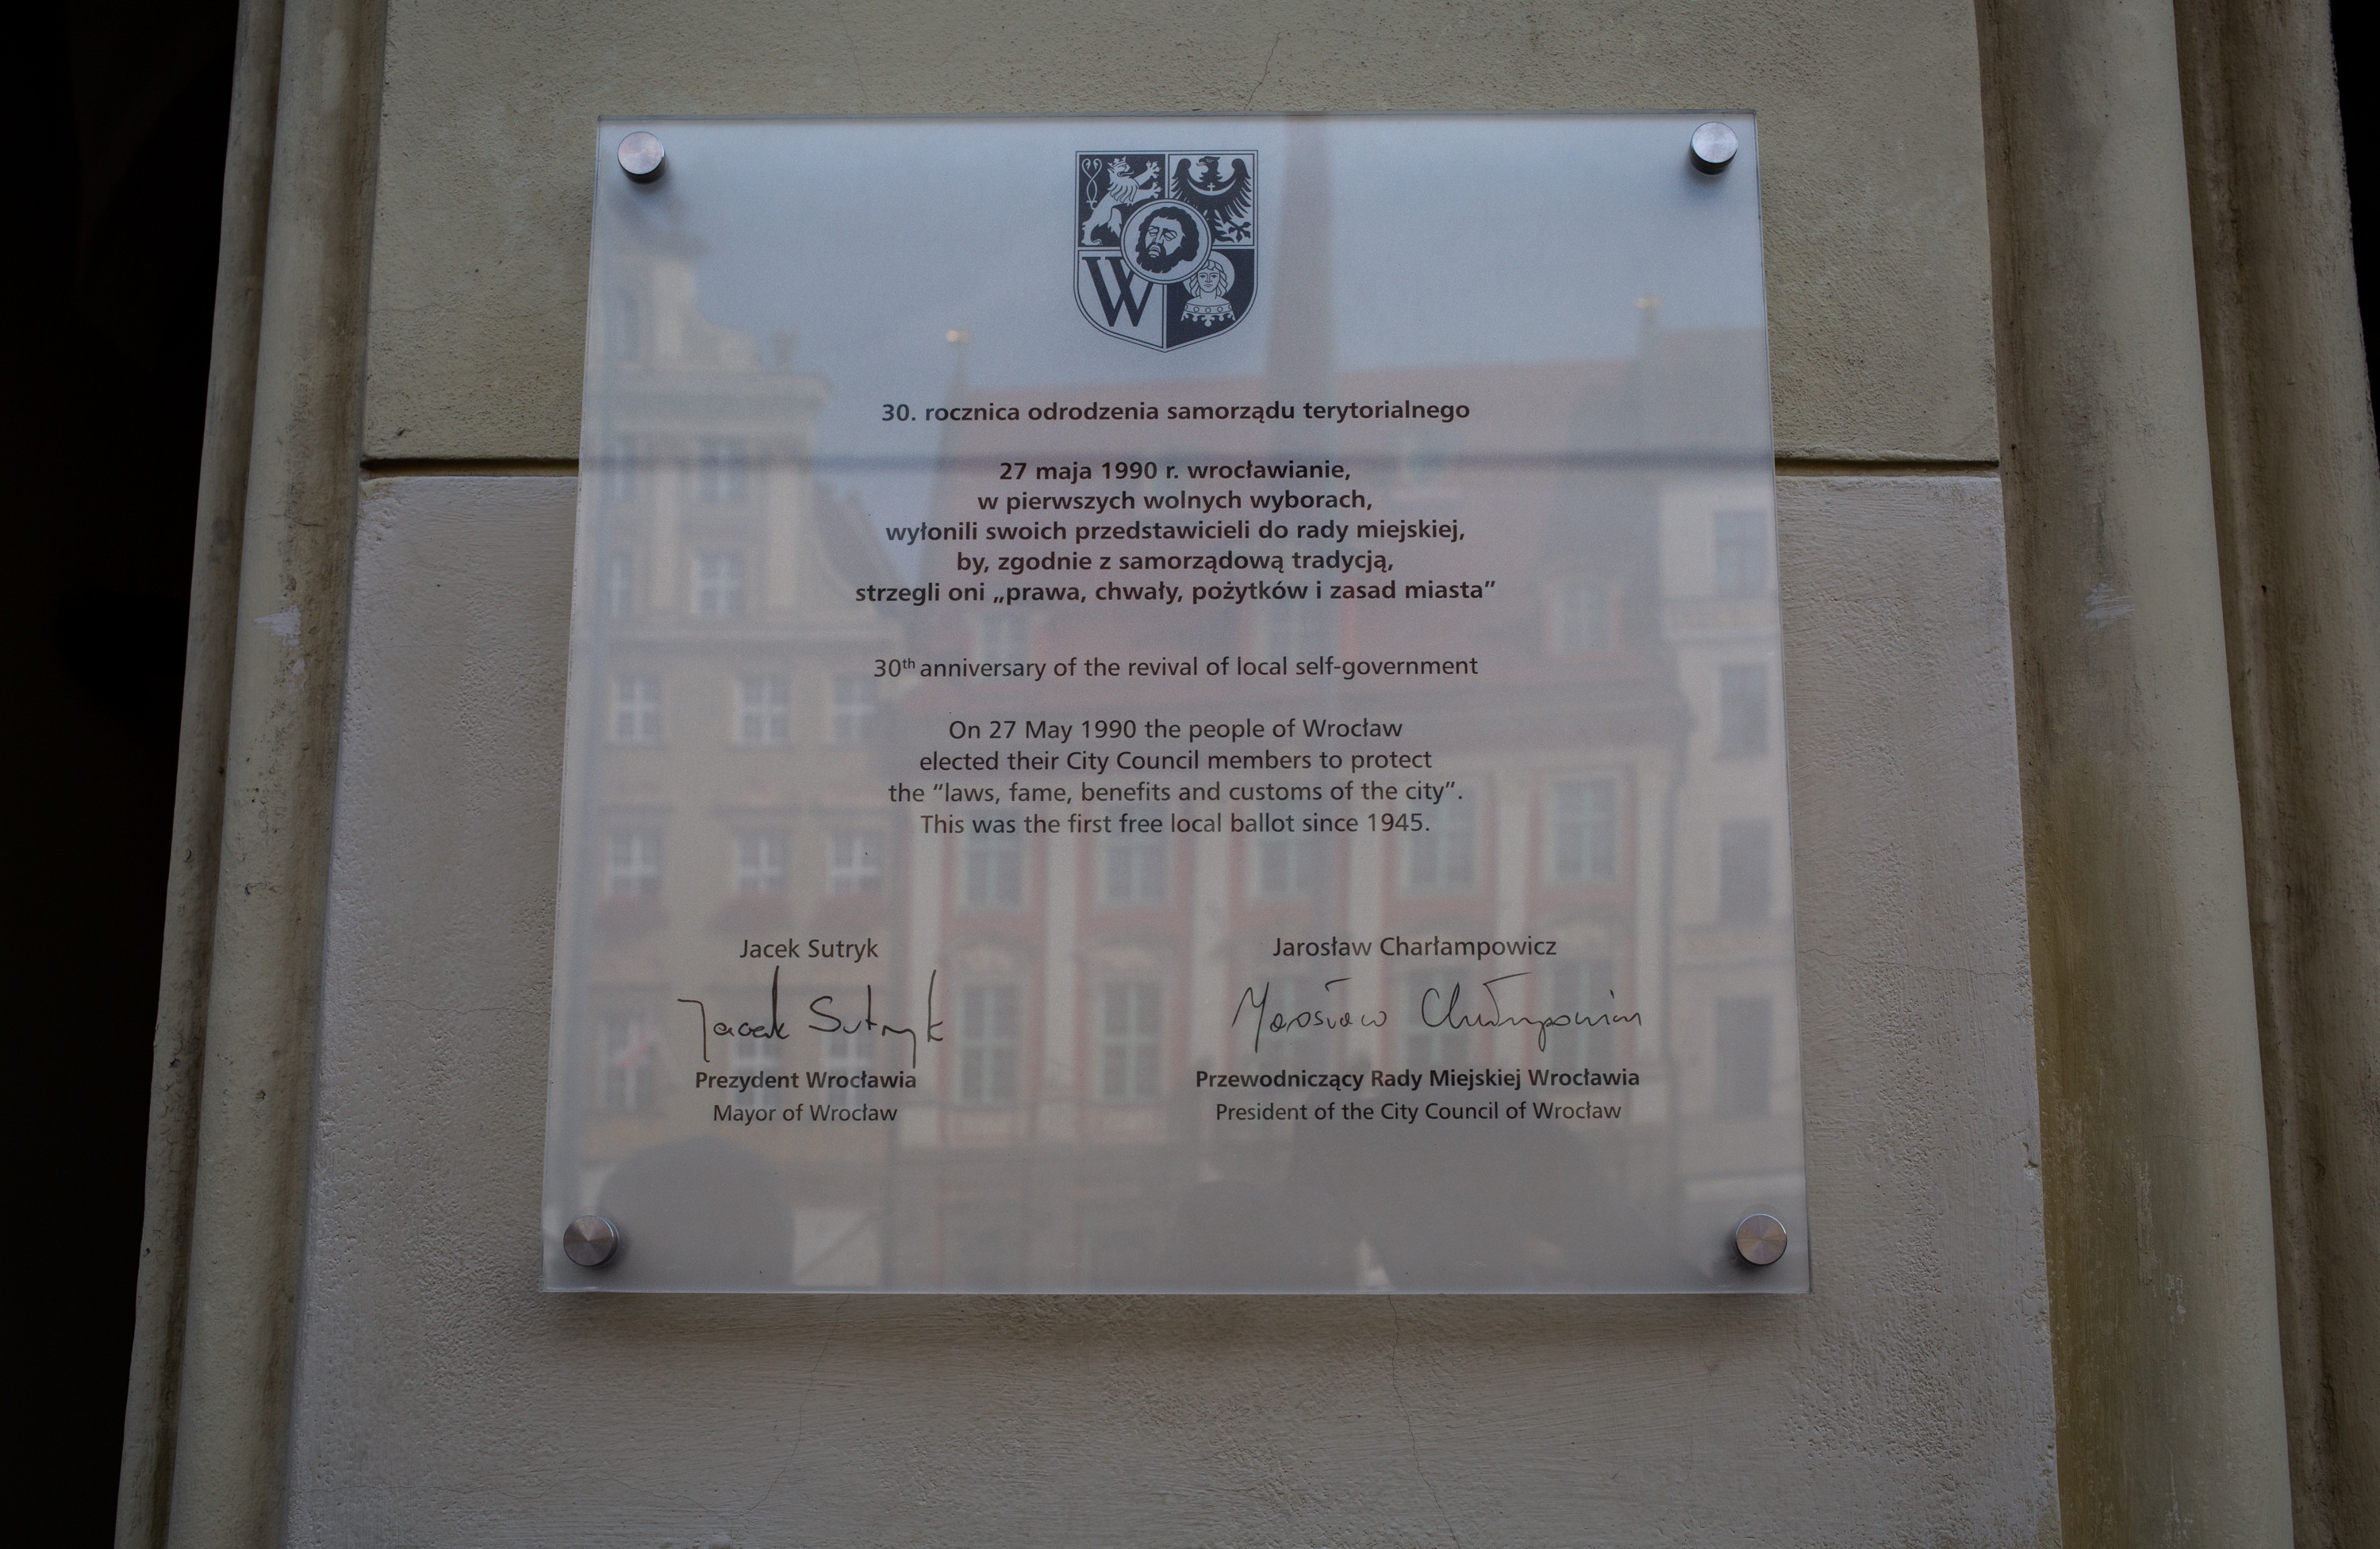 W
30. rocznica odrodzenia samorządu terytorialnego
27 maja 1990 r. wrocławianie,
w pierwszych wolnych wyborach,
wyłonili swoich przedstawicieli do rady miejskiej,
by, zgodnie z samorządową tradycją,
strzegli oni „prawa, chwały, pożytków i zasad miasta”
30th anniversary of the revival of local self-government
On 27 May 1990 the people of Wrocław
elected their City Council members to protect
the “laws, fame, benefits and customs of the city”.
This was the first free local ballot since 1945.
Jacek Sutryk
Jacek Sutryk
Prezydent Wrocławia
Mayor of Wrocław
Jarosław Charłampowicz
Jarosław Charłampowicz
Przewodniczący Rady Miejskiej Wrocławia
President of the City Council of Wrocław